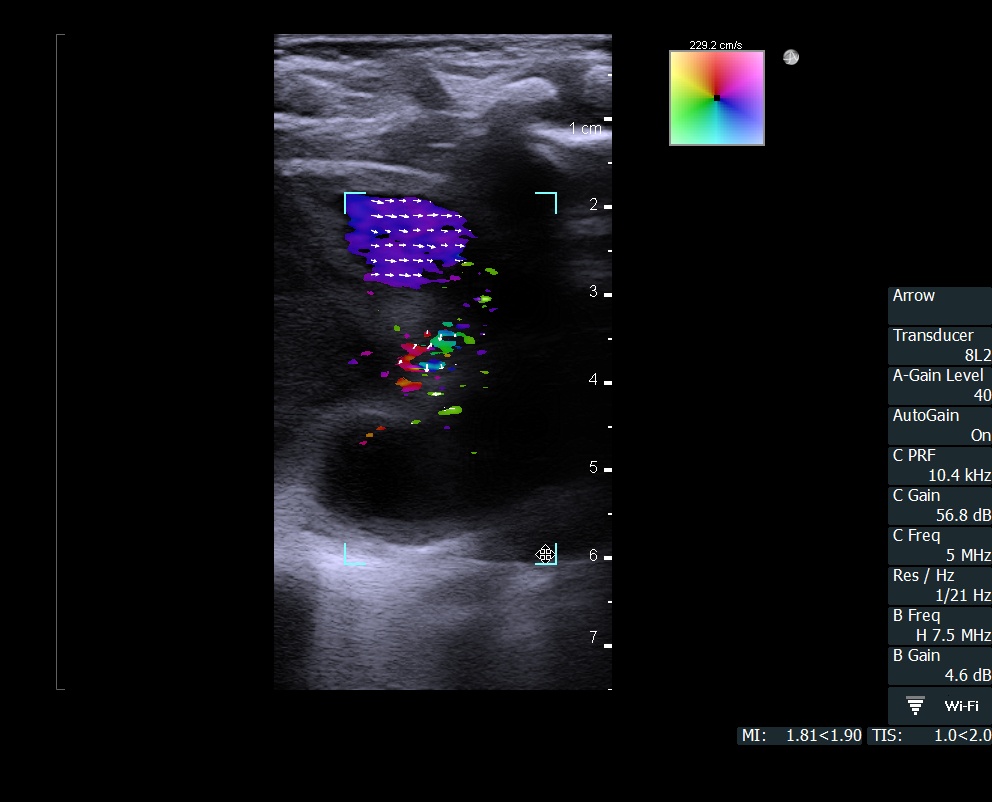 229.2 cm/s
1 cm
2
3
4
5
6
7
Arrow
Transducer
8L2
A-Gain Level
40
AutoGain
On
C PRF
10.4 kHz
C Gain
56.8 dB
C Freq
5 MHz
Res / Hz
1/21 Hz
B Freq
H 7.5 MHz
B Gain
4.6 dB
Wi-Fi
MI: 1.81<1.90 TIS: 1.0<2.0